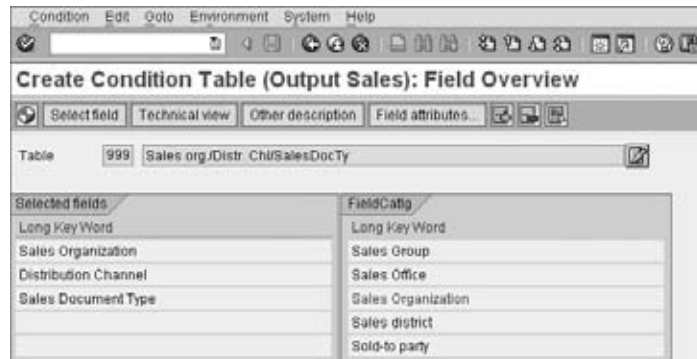 Condition Edit Goto Environment System Help
Create Condition Table (Output Sales): Field Overview
Select field Technical view Other description Field attributes...
Table 999 Sales org./Distr. Chl/SalesDocTy
Selected fields FieldCatlg
Long Key Word Long Key Word
Sales Organization Sales Group
Distribution Channel Sales Office
Sales Document Type Sales Organization
Sales district
Sold-to party